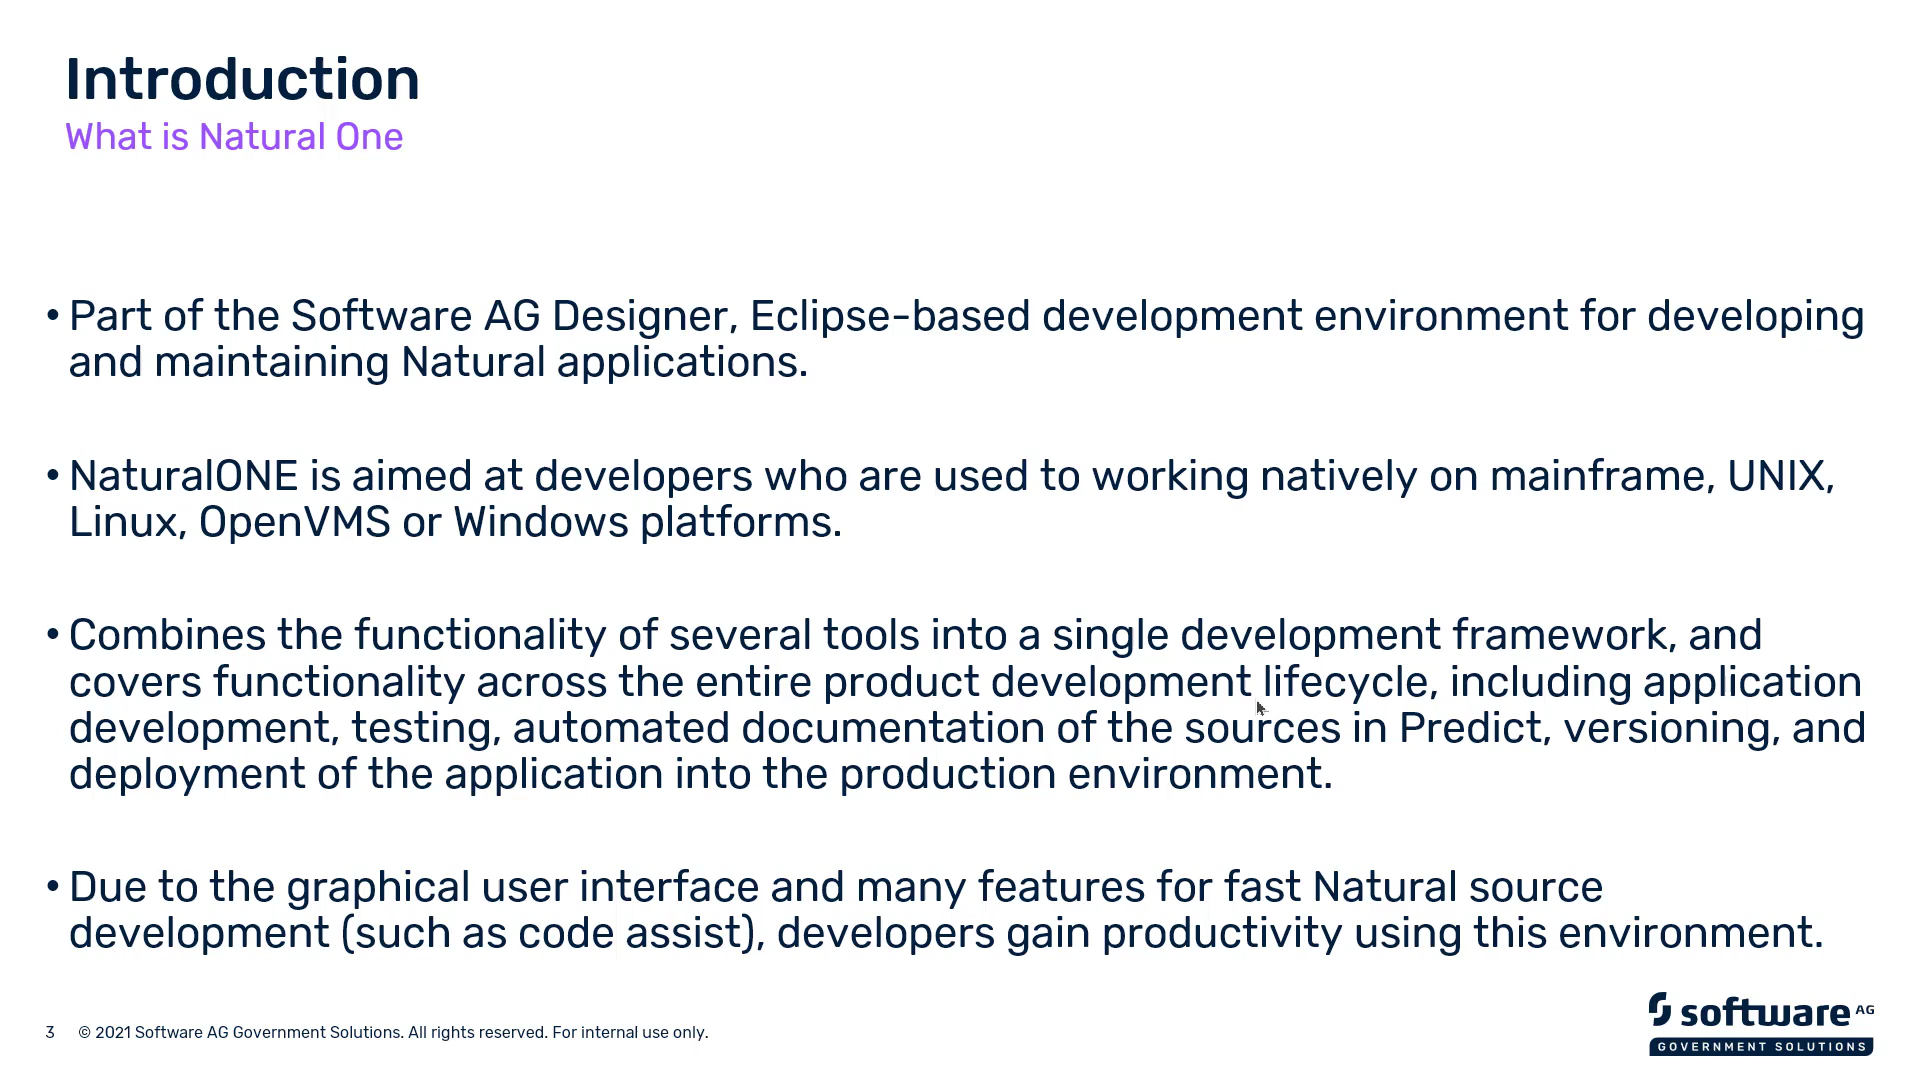 Introduction
What is Natural One
• Part of the Software AG Designer, Eclipse-based development environment for developing
and maintaining Natural applications.
• NaturalONE is aimed at developers who are used to working natively on mainframe, UNIX,
Linux, OpenVMS or Windows platforms.
• Combines the functionality of several tools into a single development framework, and
covers functionality across the entire product development lifecycle, including application
development, testing, automated documentation of the sources in Predict, versioning, and
deployment of the application into the production environment.
• Due to the graphical user interface and many features for fast Natural source
development (such as code assist), developers gain productivity using this environment.
3 © 2021 Software AG Government Solutions. All rights reserved. For internal use only.
software AG
GOVERNMENT SOLUTIONS